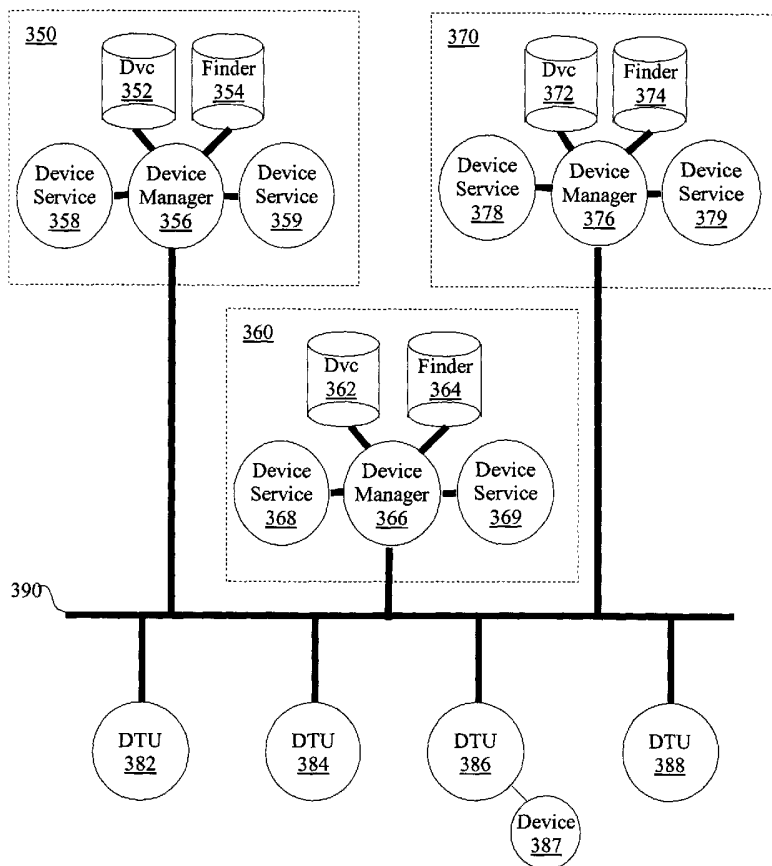 350
Dvc
352
Finder
354
Device
Service
358
Device
Manager
356
Device
Service
359
370
Dvc
372
Finder
374
Device
Service
378
Device
Manager
376
Device
Service
379
360
Dvc
362
Finder
364
Device
Service
368
Device
Manager
366
Device
Service
369
390
DTU
382
DTU
384
DTU
386
DTU
388
Device
387